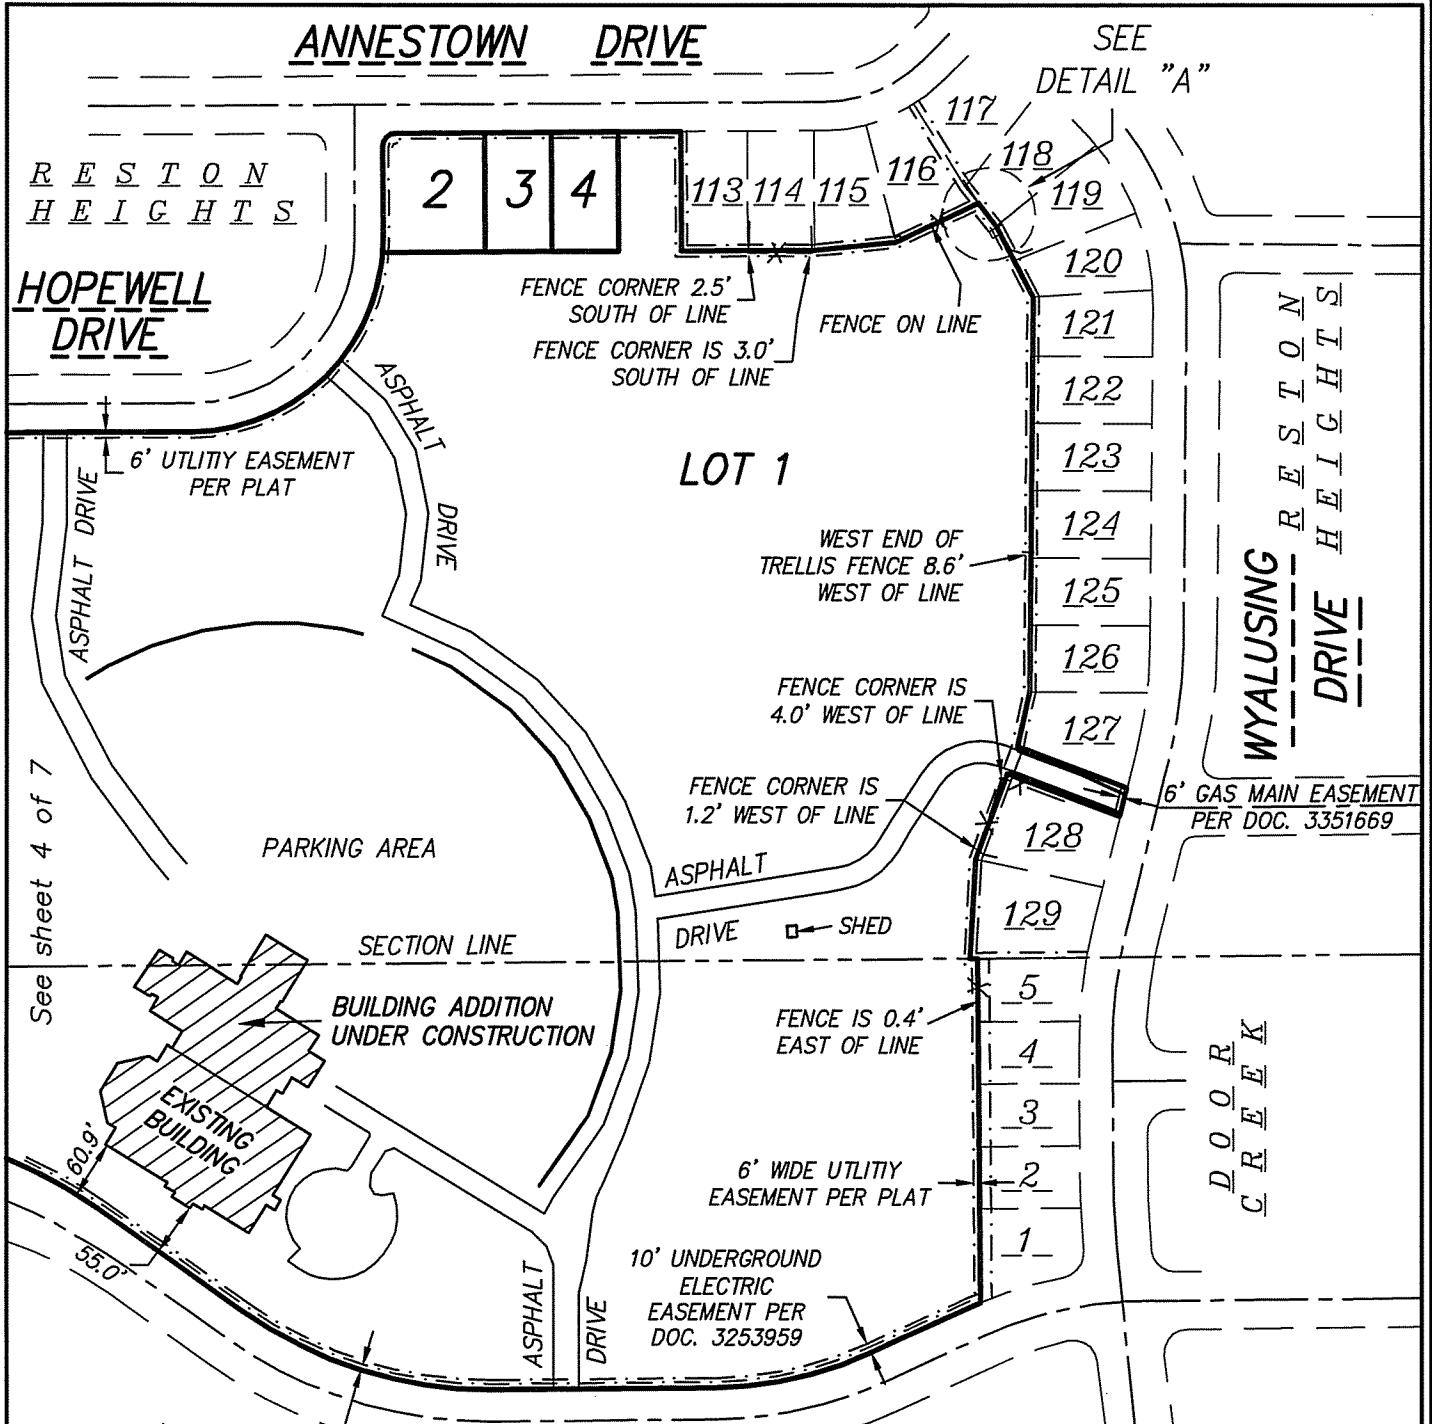 ANNESTOWN DRIVE
SEE
DETAIL "A"
RESTON
HEIGHTS
HOPEWELL
DRIVE
2
3
4
113
114
115
116
117
118
119
120
121
122
123
124
125
126
127
128
129
5
4
3
2
1
FENCE CORNER 2.5'
SOUTH OF LINE
FENCE CORNER IS 3.0'
SOUTH OF LINE
FENCE ON LINE
ASPHALT
DRIVE
6' UTLITIY EASEMENT
PER PLAT
ASPHALT DRIVE
LOT 1
WEST END OF
TRELLIS FENCE 8.6'
WEST OF LINE
RESTON
HEIGHTS
WYALUSING
DRIVE
FENCE CORNER IS
4.0' WEST OF LINE
FENCE CORNER IS
1.2' WEST OF LINE
6' GAS MAIN EASEMENT
PER DOC. 3351669
See sheet 4 of 7
PARKING AREA
ASPHALT
DRIVE
SHED
SECTION LINE
BUILDING ADDITION
UNDER CONSTRUCTION
FENCE IS 0.4'
EAST OF LINE
EXISTING
BUILDING
60.9'
55.0'
DOOR
CREEK
6' WIDE UTLITIY
EASEMENT PER PLAT
10' UNDERGROUND
ELECTRIC
EASEMENT PER
DOC. 3253959
ASPHALT
DRIVE